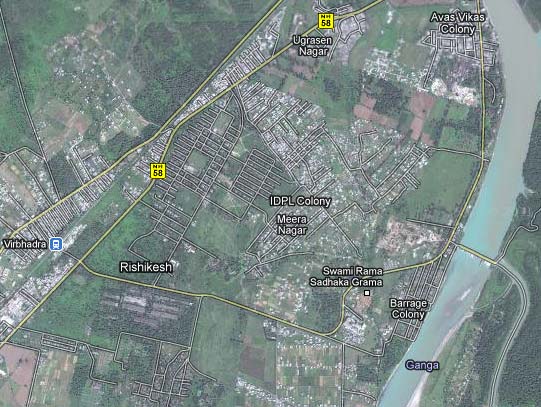 NH
58
Avas Vikas
Colony
Ugrasen
Nagar
NH
58
IDPL Colony
Meera
Nagar
Virbhadra
Rishikesh
Swami Rama
Sadhaka Grama
Barrage
Colony
Ganga